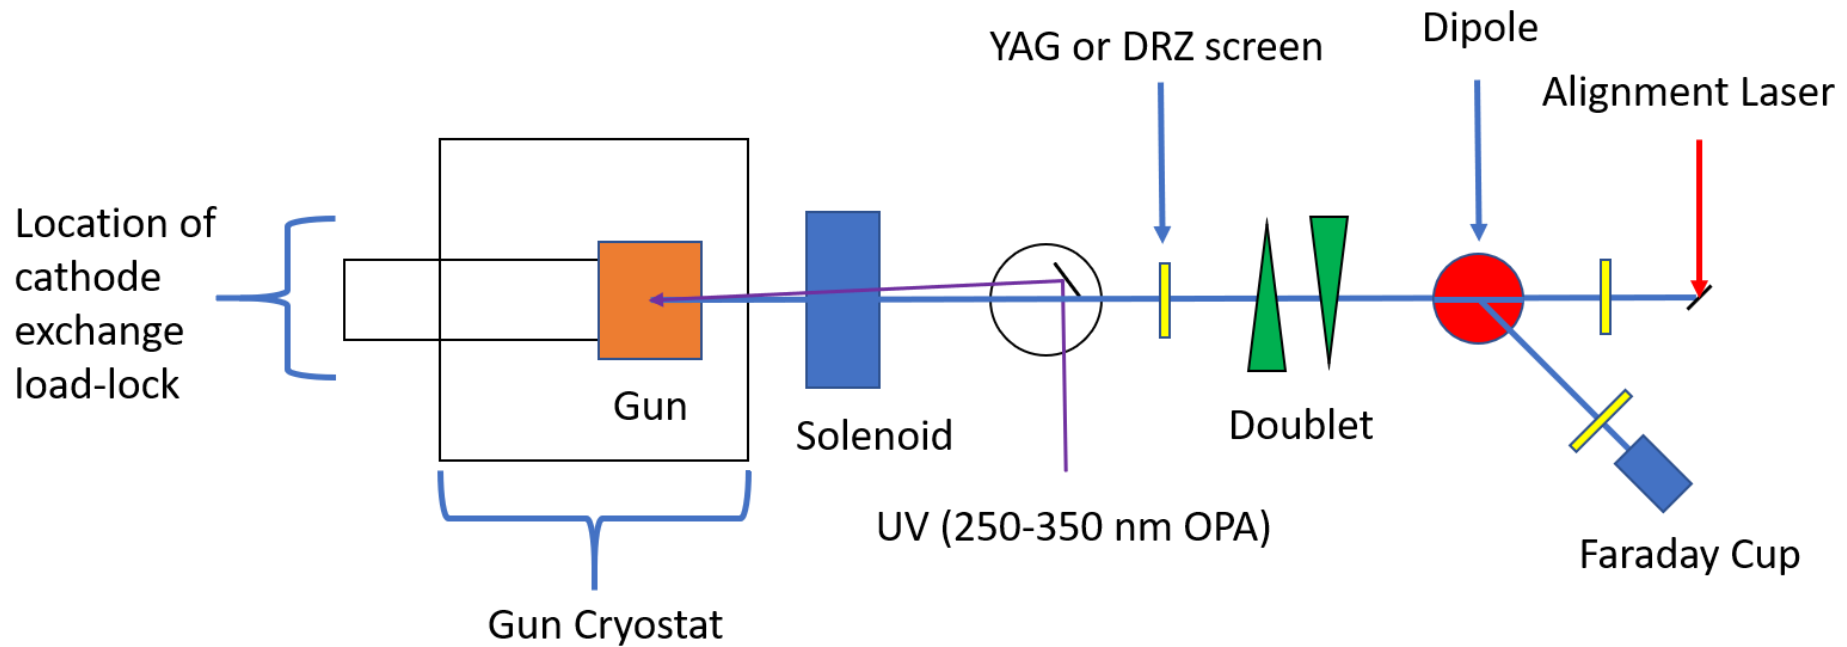 YAG or DRZ screen
Dipole
Alignment Laser
Location of
cathode
exchange
load-lock
Gun
Solenoid
Doublet
UV (250-350 nm OPA)
Faraday Cup
Gun Cryostat